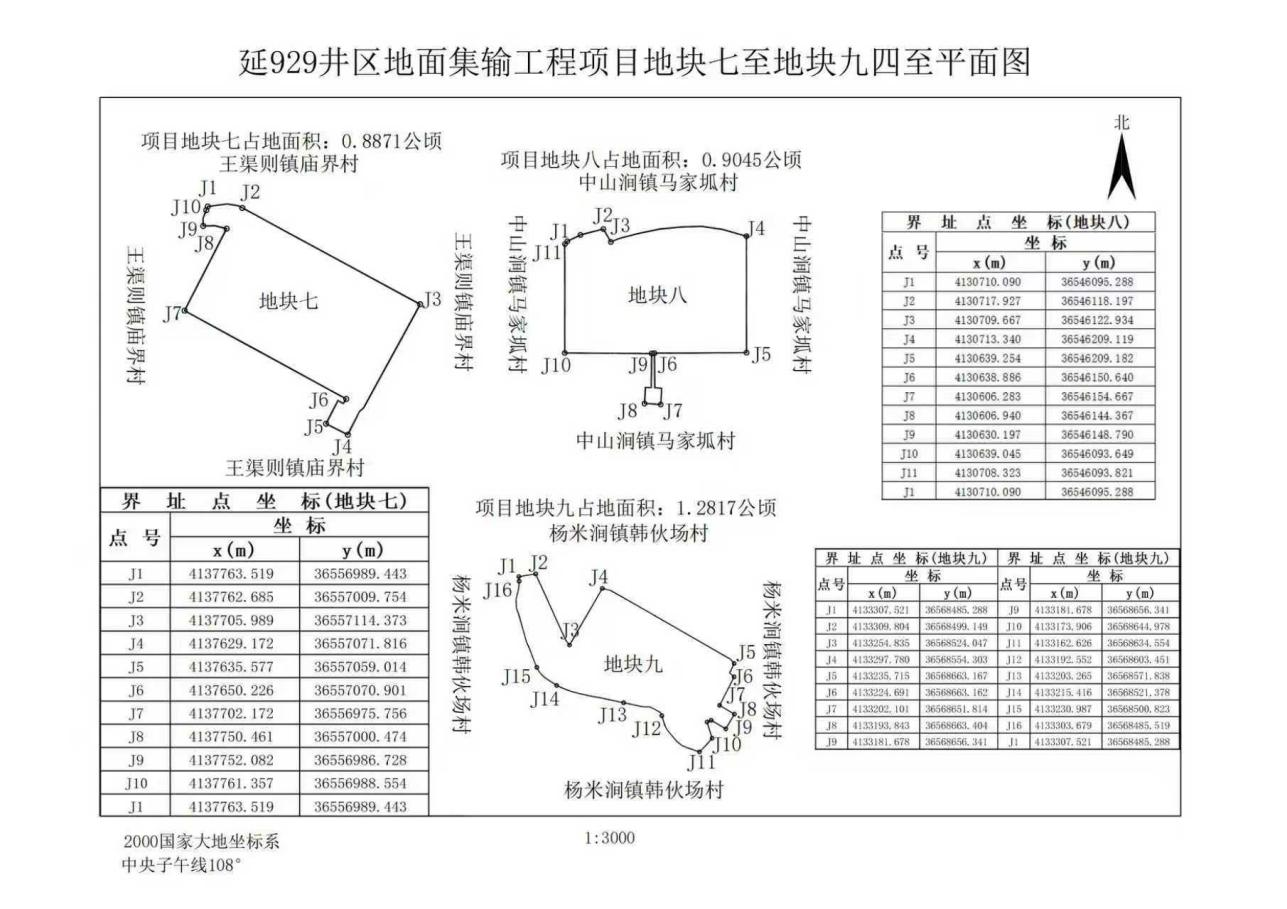 延929井区地面集输工程项目地块七至地块九四至平面图
北
项目地块七占地面积：0.8871公顷
王渠则镇庙界村
J1
J2
J10
J9
J8
J3
J7
J6
J5
J4
地块七
王渠则镇庙界村
王渠则镇庙界村
王渠则镇庙界村
项目地块八占地面积：0.9045公顷
中山涧镇马家坬村
J1
J2
J3
J4
J11
J10
J9
J6
J5
J8
J7
地块八
中山涧镇马家坬村
中山涧镇马家坬村
中山涧镇马家坬村
界 址 点 坐 标(地块八)
点 号 坐 标
x(m) y(m)
J1 4130710.090 36546095.288
J2 4130717.927 36546118.197
J3 4130709.667 36546122.934
J4 4130713.340 36546209.119
J5 4130639.254 36546209.182
J6 4130638.886 36546150.640
J7 4130606.283 36546154.667
J8 4130606.940 36546144.367
J9 4130630.197 36546148.790
J10 4130639.045 36546093.649
J11 4130708.323 36546093.821
J1 4130710.090 36546095.288
界 址 点 坐 标(地块七)
点 号 坐 标
x(m) y(m)
J1 4137763.519 36556989.443
J2 4137762.685 36557009.754
J3 4137705.989 36557114.373
J4 4137629.172 36557071.816
J5 4137635.577 36557059.014
J6 4137650.226 36557070.901
J7 4137702.172 36556975.756
J8 4137750.461 36557000.474
J9 4137752.082 36556986.728
J10 4137761.357 36556988.554
J1 4137763.519 36556989.443
项目地块九占地面积：1.2817公顷
杨米涧镇韩伙场村
J1
J2
J16
J4
J3
J5
J6
J7
J8
J9
J10
J11
J12
J13
J14
J15
地块九
杨米涧镇韩伙场村
杨米涧镇韩伙场村
杨米涧镇韩伙场村
界 址 点 坐 标(地块九) 界 址 点 坐 标(地块九)
点号 坐 标 点号 坐 标
x(m) y(m) x(m) y(m)
J1 4133307.521 36568485.288 J9 4133181.678 36568656.341
J2 4133309.804 36568499.149 J10 4133173.906 36568644.978
J3 4133254.835 36568524.047 J11 4133162.626 36568634.554
J4 4133297.780 36568554.303 J12 4133192.552 36568603.451
J5 4133235.715 36568663.167 J13 4133203.265 36568571.838
J6 4133224.691 36568663.162 J14 4133215.416 36568521.378
J7 4133202.101 36568651.814 J15 4133230.987 36568500.823
J8 4133193.843 36568663.404 J16 4133303.679 36568485.519
J9 4133181.678 36568656.341 J1 4133307.521 36568485.288
2000国家大地坐标系
中央子午线108°
1:3000